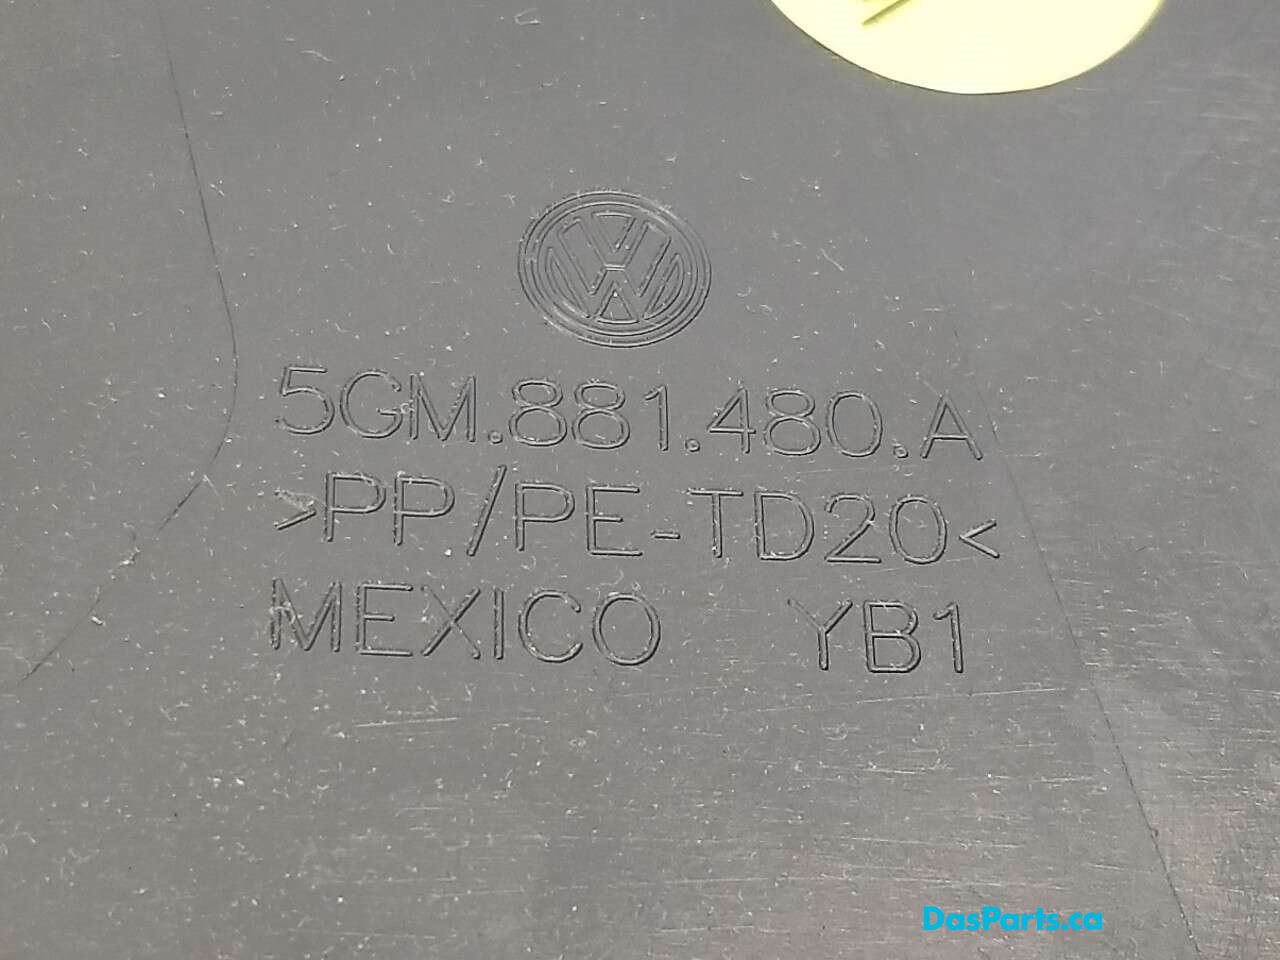 5GM.881.480.A
>PP/PE-TD20<
MEXICO YB1
DasParts.ca